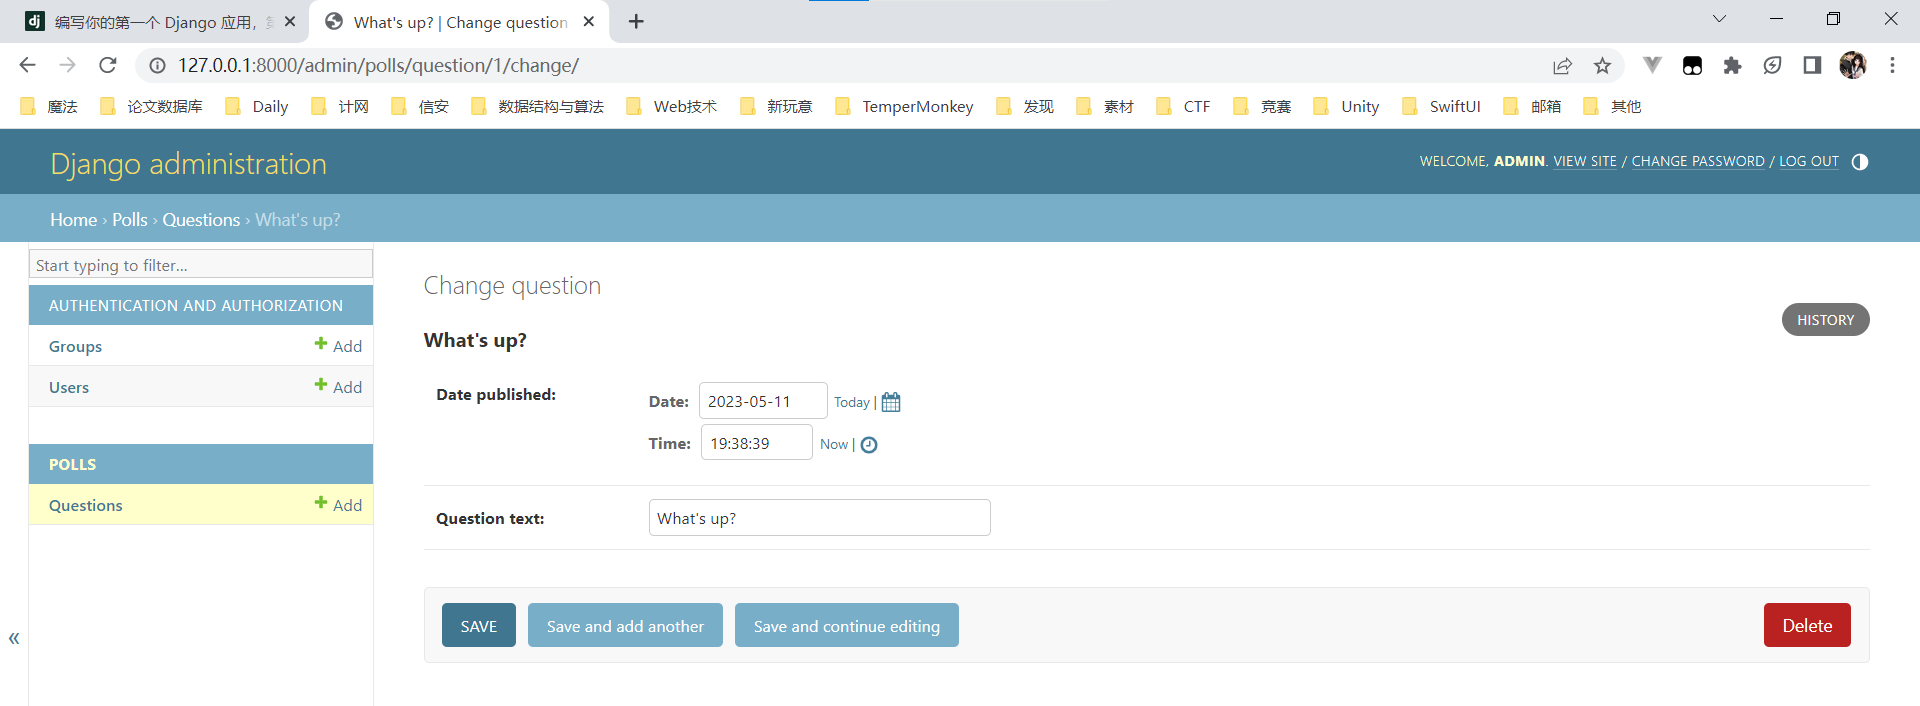 编写你的第一个 Django 应用，
What's up? | Change question
127.0.0.1:8000/admin/polls/question/1/change/
魔法 论文数据库 Daily 计网 信安 数据结构与算法 Web技术 新玩意 TemperMonkey 发现 素材 CTF 竞赛 Unity SwiftUI 邮箱 其他
Django administration
WELCOME, ADMIN. VIEW SITE / CHANGE PASSWORD / LOG OUT
Home › Polls › Questions › What's up?
Start typing to filter...
AUTHENTICATION AND AUTHORIZATION
Groups Add
Users Add
POLLS
Questions Add
«
Change question
HISTORY
What's up?
Date published:
Date: 2023-05-11 Today |
Time: 19:38:39 Now |
Question text: What's up?
SAVE Save and add another Save and continue editing Delete